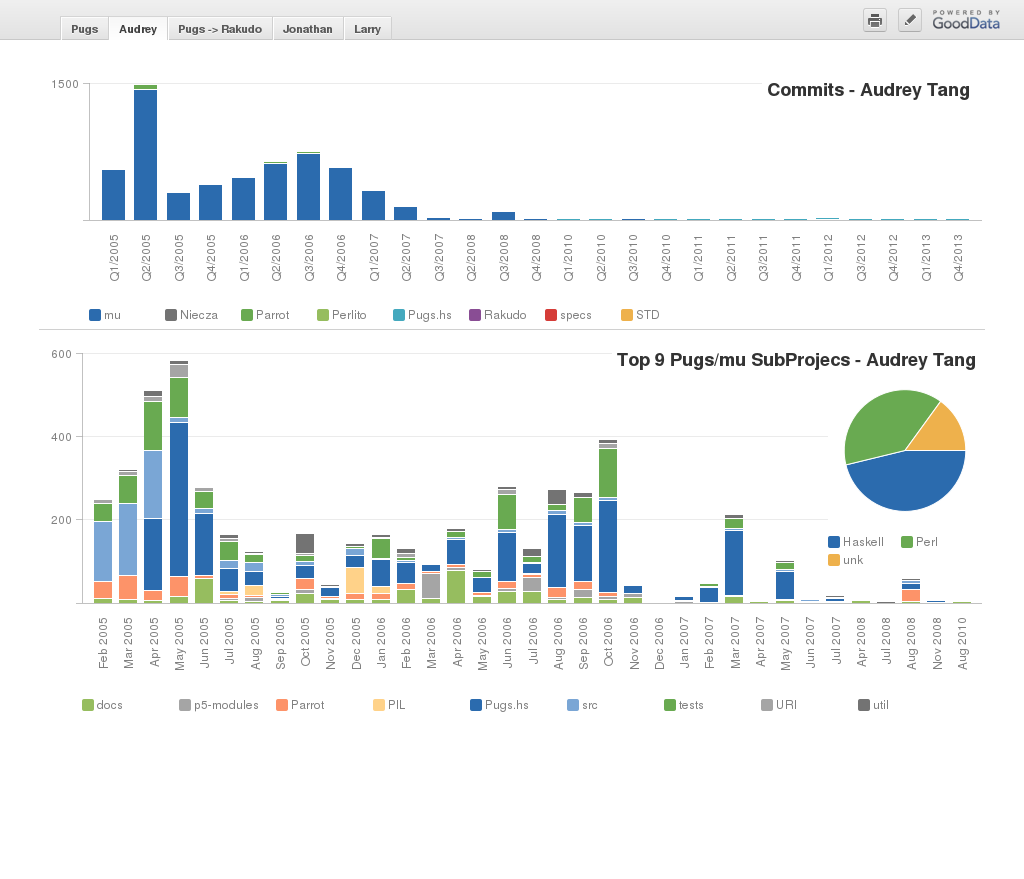 Pugs
Audrey
Pugs -> Rakudo
Jonathan
Larry
POWERED BY
GoodData
Commits - Audrey Tang
1500
Q1/2005
Q2/2005
Q3/2005
Q4/2005
Q1/2006
Q2/2006
Q3/2006
Q4/2006
Q1/2007
Q2/2007
Q3/2007
Q2/2008
Q3/2008
Q4/2008
Q1/2010
Q2/2010
Q3/2010
Q4/2010
Q1/2011
Q2/2011
Q3/2011
Q4/2011
Q1/2012
Q3/2012
Q4/2012
Q1/2013
Q4/2013
mu
Niecza
Parrot
Perlito
Pugs.hs
Rakudo
specs
STD
Top 9 Pugs/mu SubProjecs - Audrey Tang
600
400
200
Haskell
Perl
unk
Feb 2005
Mar 2005
Apr 2005
May 2005
Jun 2005
Jul 2005
Aug 2005
Sep 2005
Oct 2005
Nov 2005
Dec 2005
Jan 2006
Feb 2006
Mar 2006
Apr 2006
May 2006
Jun 2006
Jul 2006
Aug 2006
Sep 2006
Oct 2006
Nov 2006
Dec 2006
Jan 2007
Feb 2007
Mar 2007
Apr 2007
May 2007
Jun 2007
Jul 2007
Apr 2008
Jul 2008
Aug 2008
Nov 2008
Aug 2010
docs
p5-modules
Parrot
PIL
Pugs.hs
src
tests
URI
util